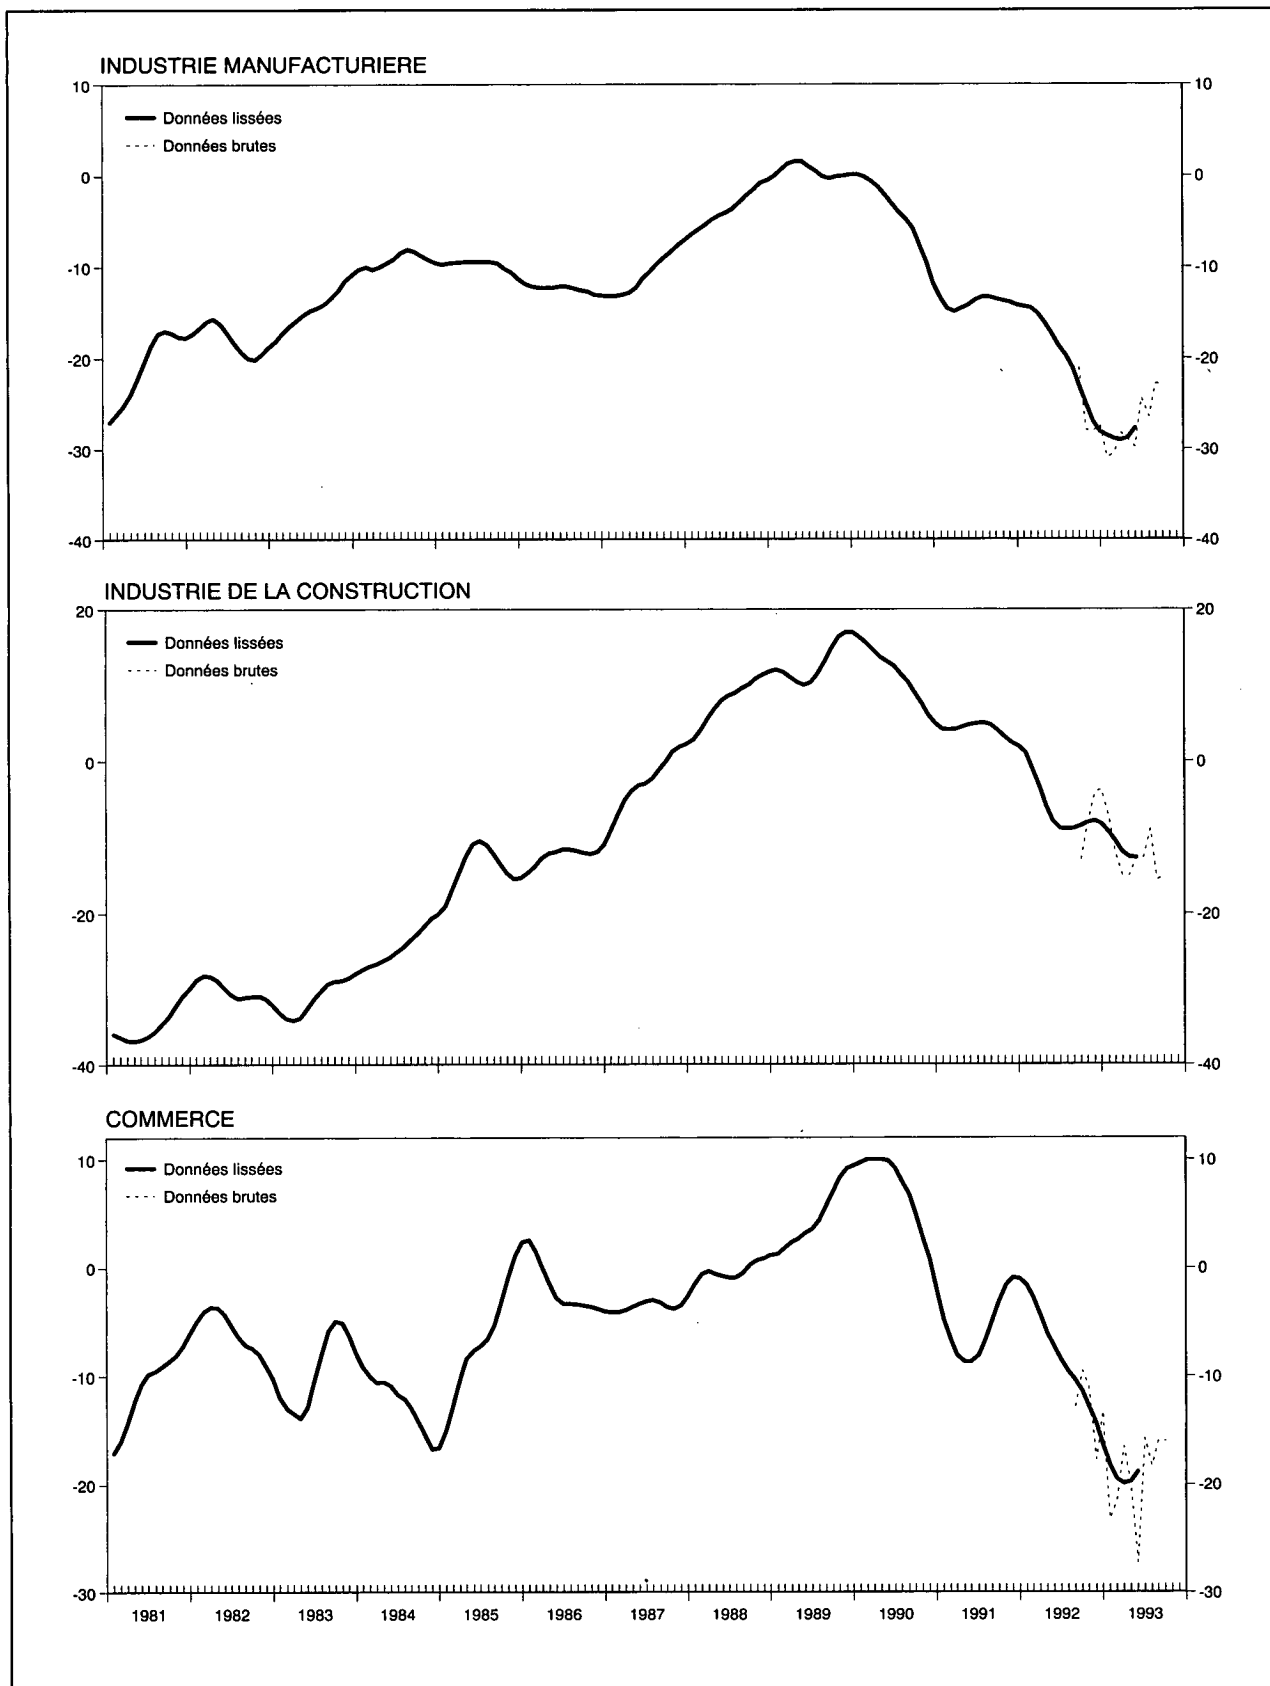 INDUSTRIE MANUFACTURIERE
10 10
Données lissées
Données brutes
0 0
-10 -10
-20 -20
-30 -30
-40 -40
INDUSTRIE DE LA CONSTRUCTION
20 20
Données lissées
Données brutes
0 0
-20 -20
-40 -40
COMMERCE
10 10
Données lissées
Données brutes
0 0
-10 -10
-20 -20
-30 -30
1981 1982 1983 1984 1985 1986 1987 1988 1989 1990 1991 1992 1993